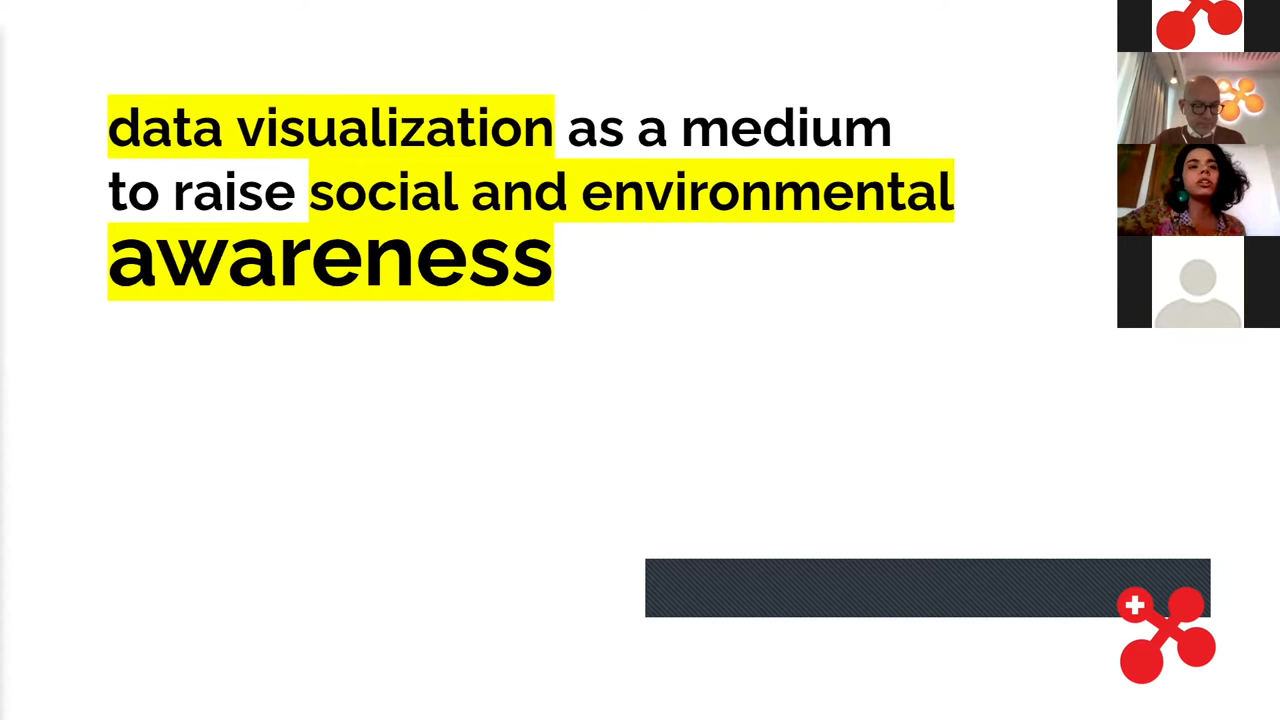 data visualization as a medium
to raise social and environmental
awareness